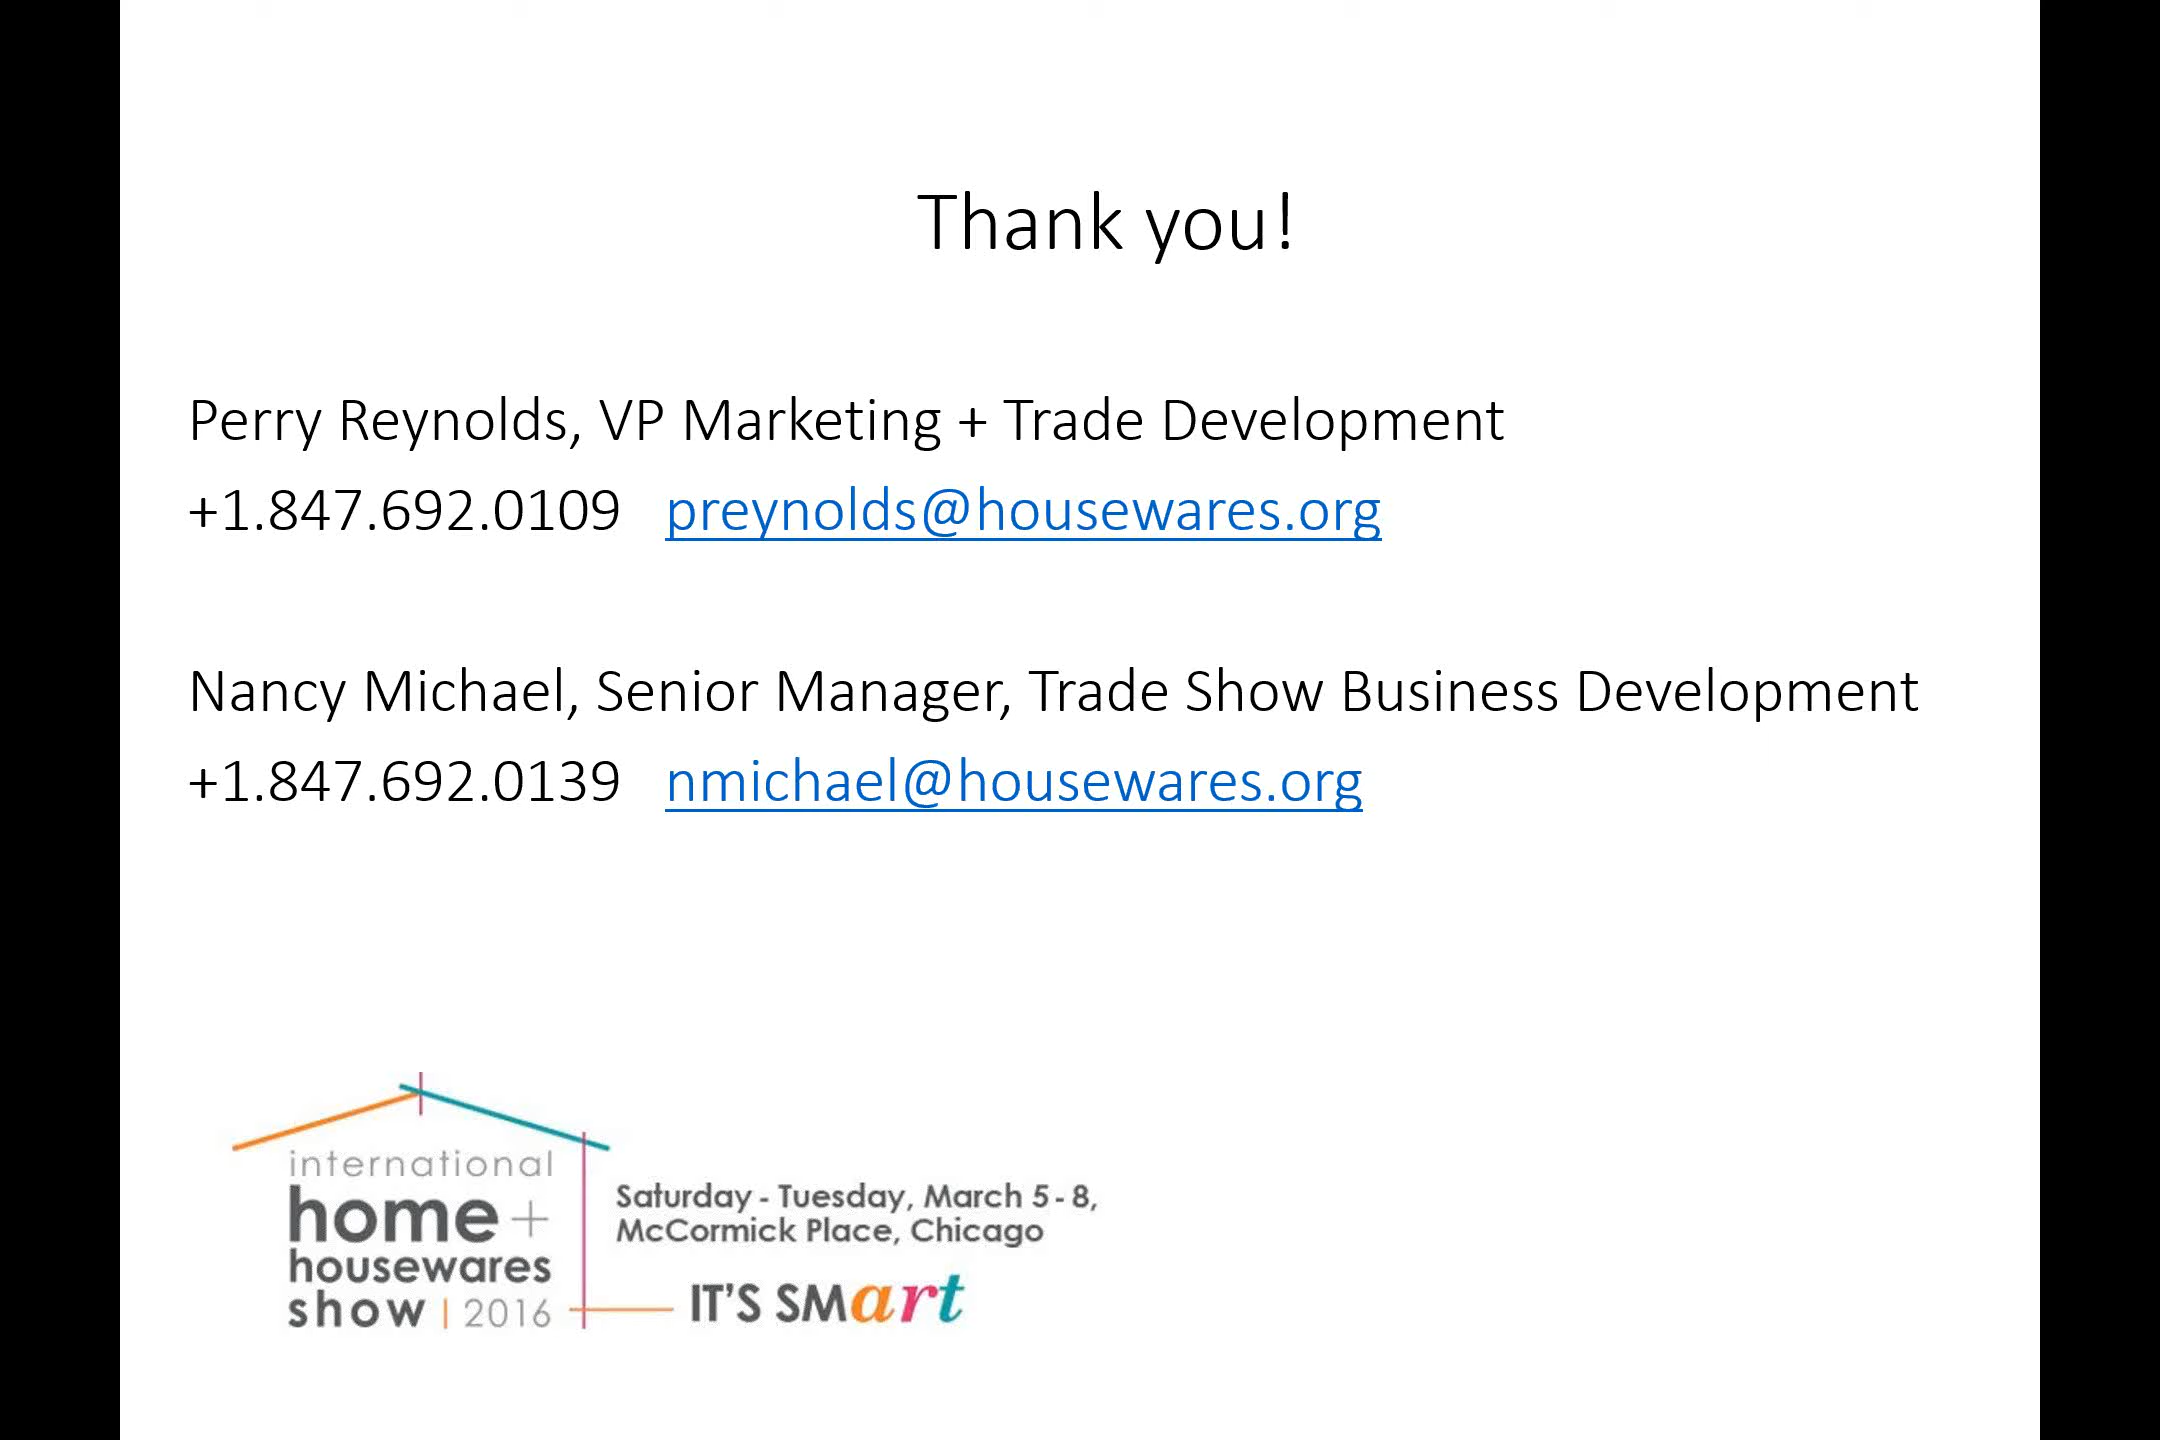 Thank you!
Perry Reynolds, VP Marketing + Trade Development
+1.847.692.0109 preynolds@housewares.org
Nancy Michael, Senior Manager, Trade Show Business Development
+1.847.692.0139 nmichael@housewares.org
international
home +
housewares
show | 2016
Saturday - Tuesday, March 5 - 8,
McCormick Place, Chicago
IT'S SMart